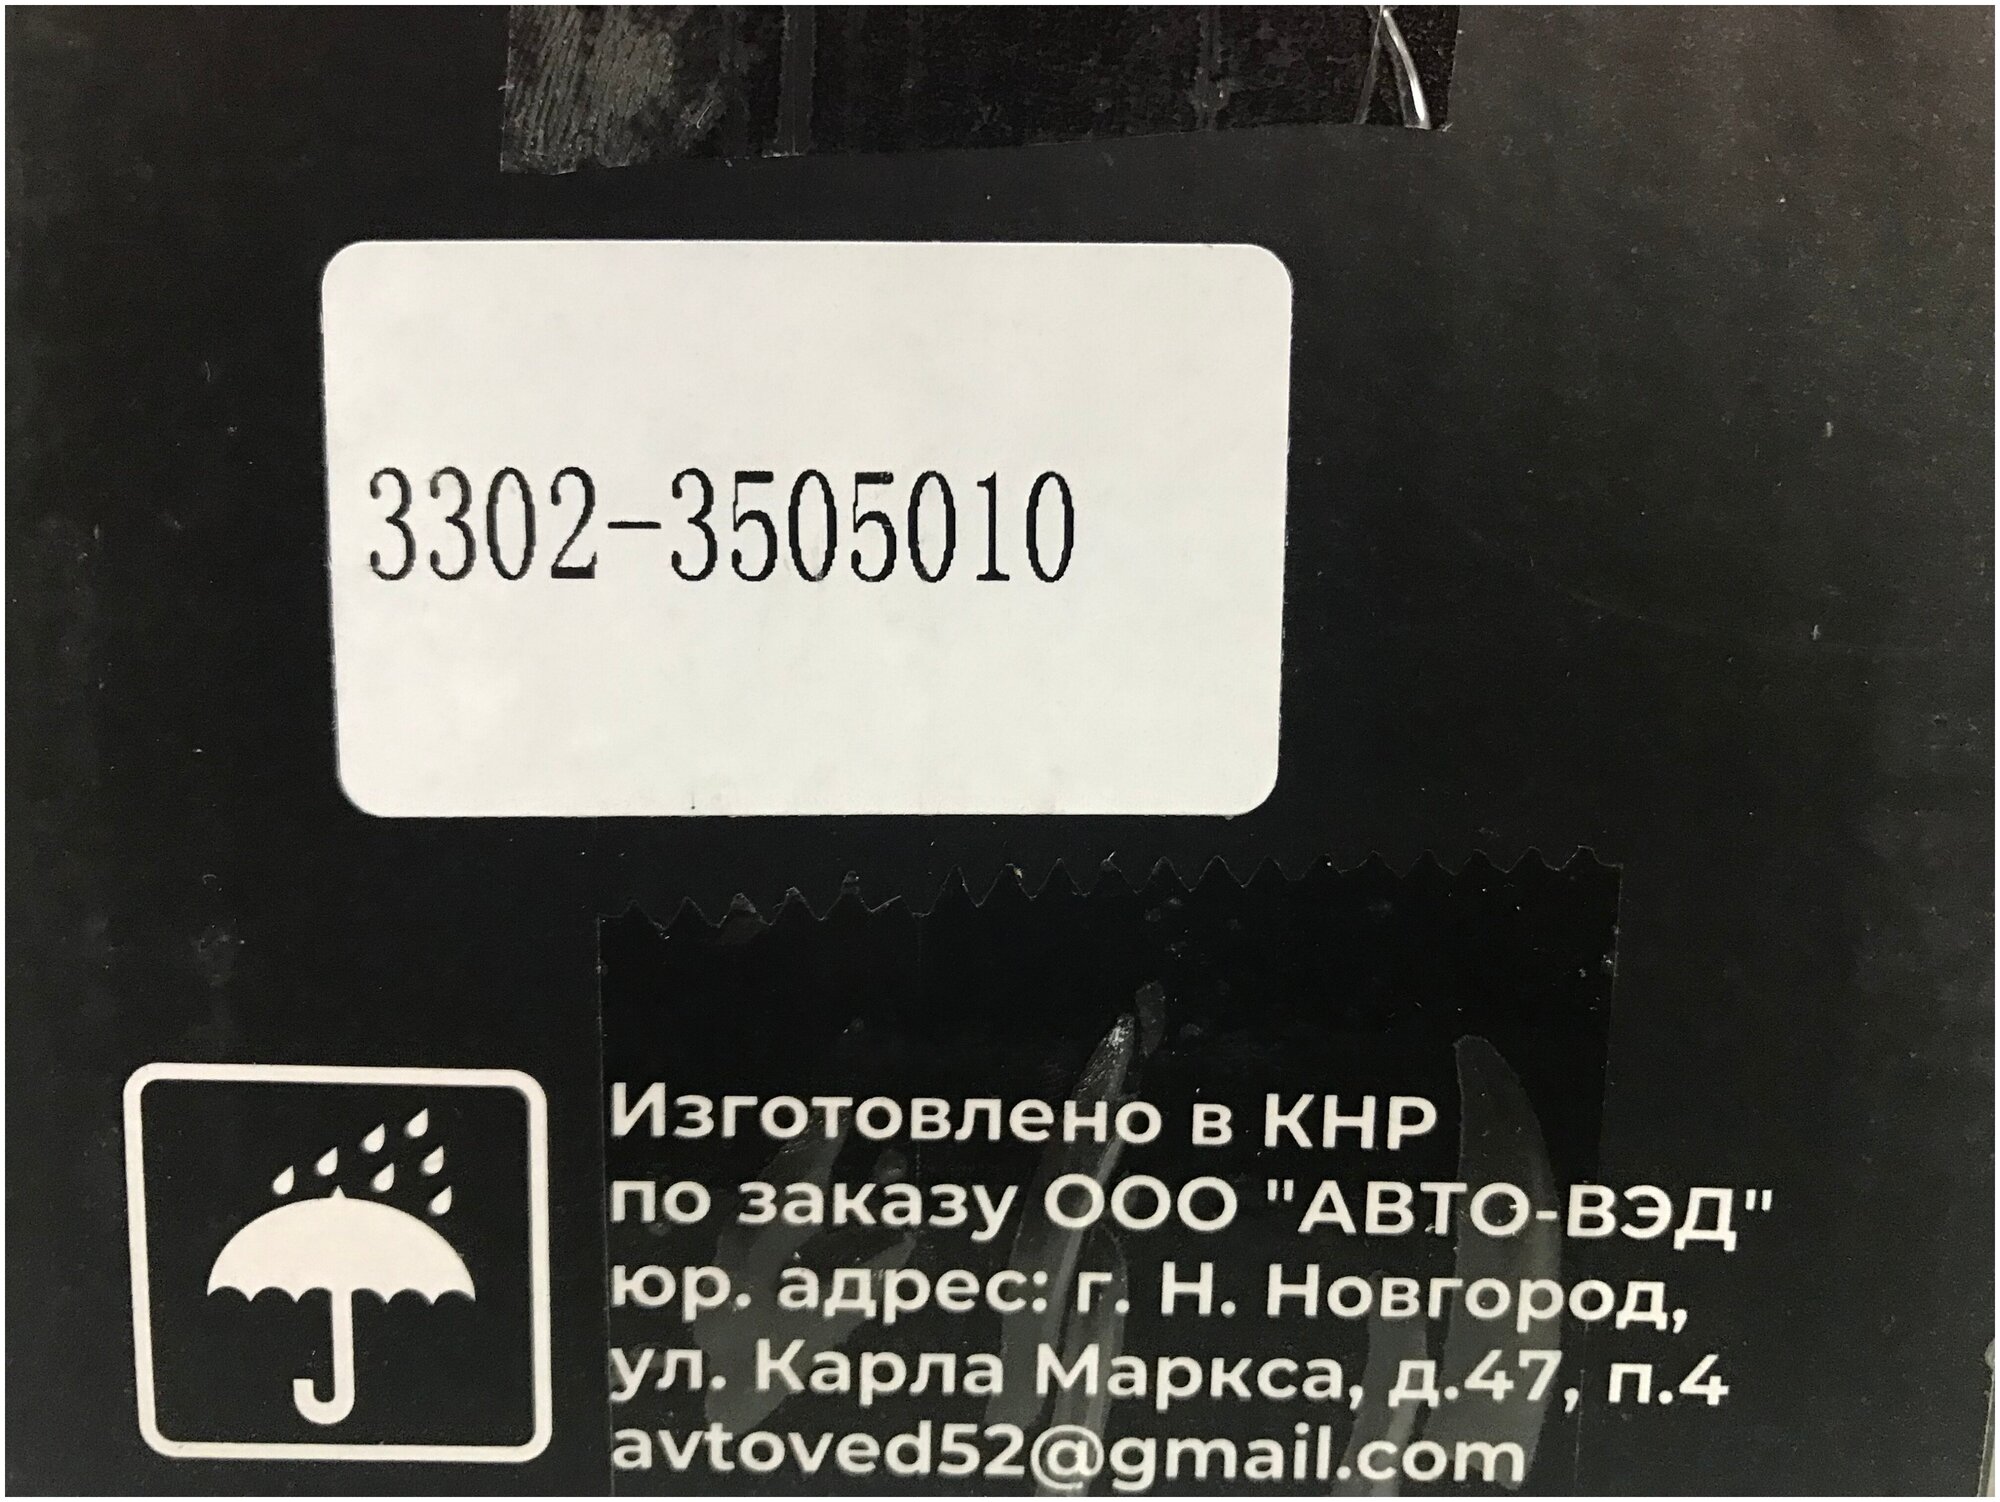 3302-3505010
Изготовлено в КНР
по заказу ООО "АВТО-ВЭД"
юр. адрес: г. Н. Новгород,
ул. Карла Маркса, д.47, п.4
avtoved52@gmail.com